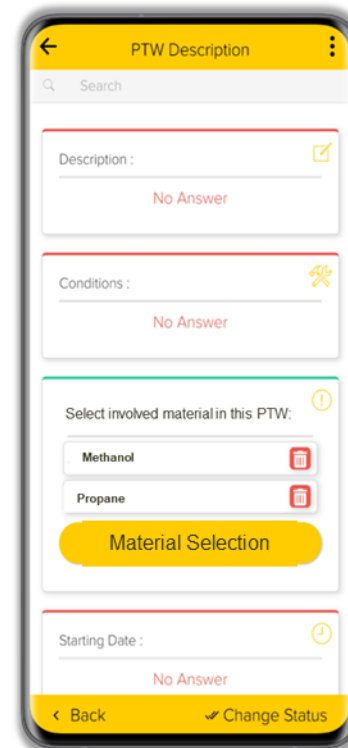 PTW Description
Search
Description :
No Answer
Conditions :
No Answer
Select involved material in this PTW:
Methanol
Propane
Material Selection
Starting Date :
No Answer
Back
Change Status